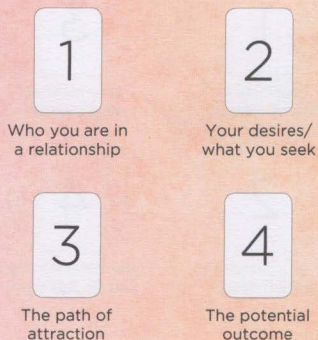 1
Who you are in
a relationship
2
Your desires/
what you seek
3
The path of
attraction
4
The potential
outcome